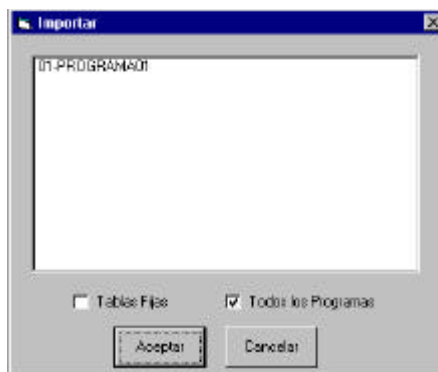 Importar
01-PROGRAMA01
Tablas Fijas
Todos los Programas
Aceptar
Cancelar